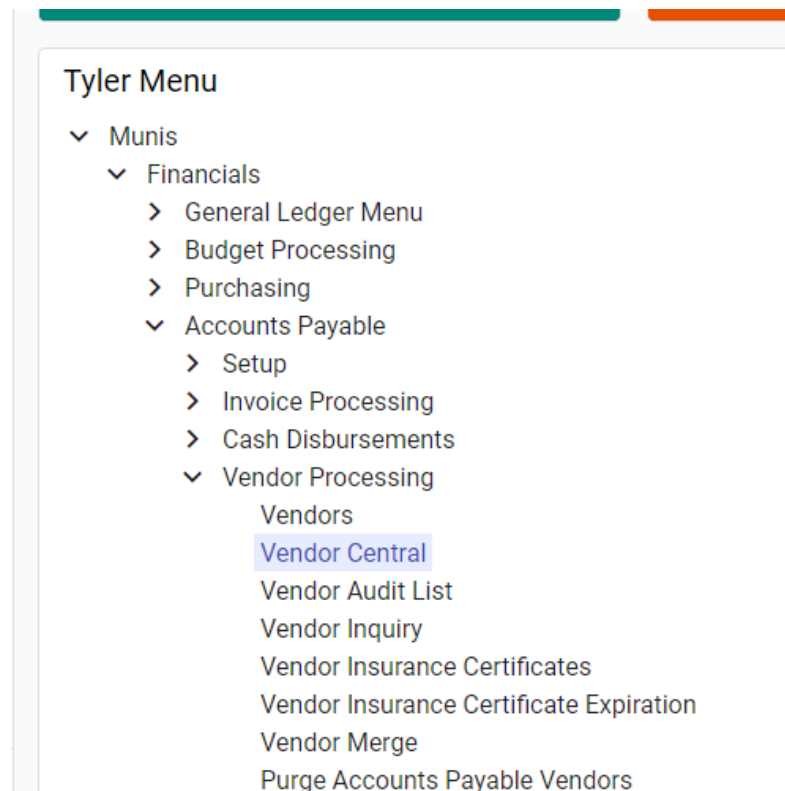 Tyler Menu
Munis
Financials
General Ledger Menu
Budget Processing
Purchasing
Accounts Payable
Setup
Invoice Processing
Cash Disbursements
Vendor Processing
Vendors
Vendor Central
Vendor Audit List
Vendor Inquiry
Vendor Insurance Certificates
Vendor Insurance Certificate Expiration
Vendor Merge
Purge Accounts Payable Vendors